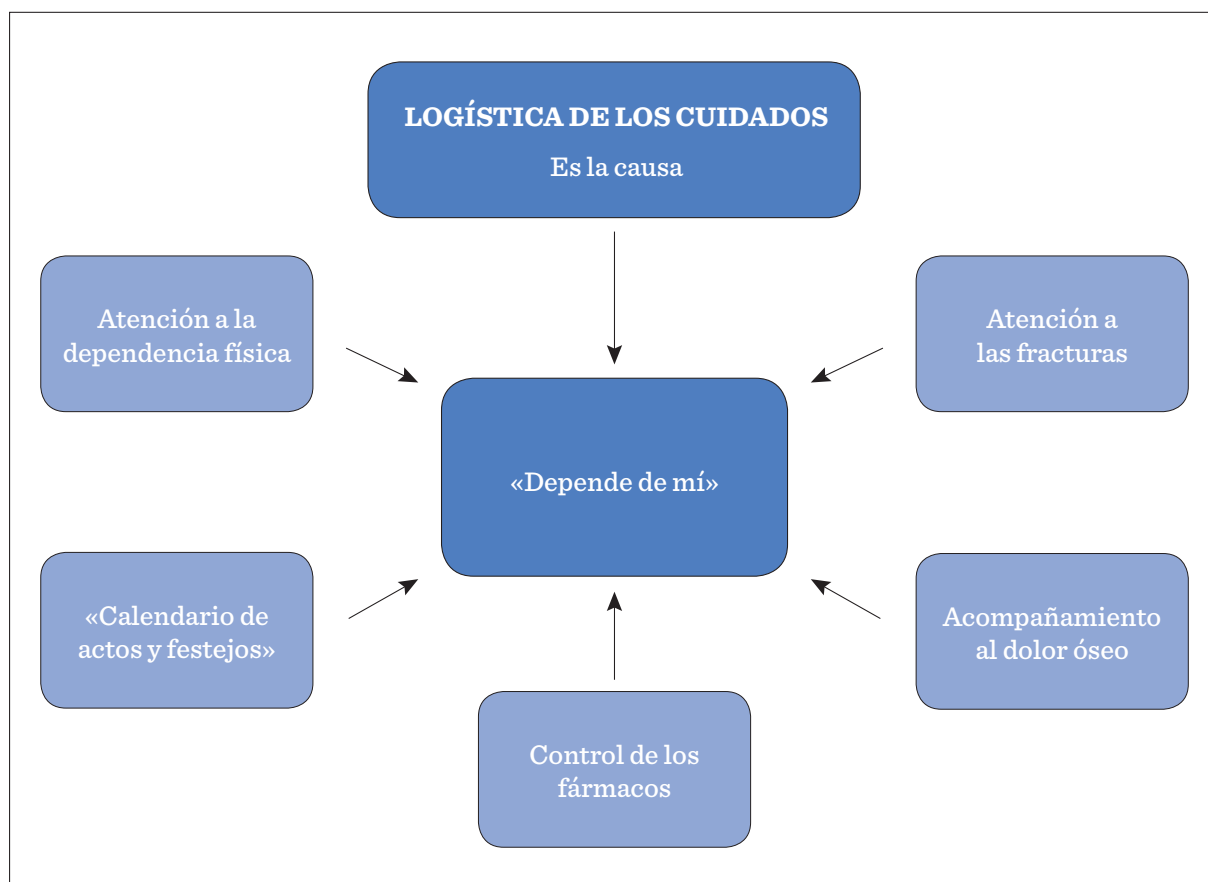 LOGÍSTICA DE LOS CUIDADOS
Es la causa
Atención a la
dependencia física
Atención a
las fracturas
«Depende de mí»
«Calendario de
actos y festejos»
Acompañamiento
al dolor óseo
Control de los
fármacos